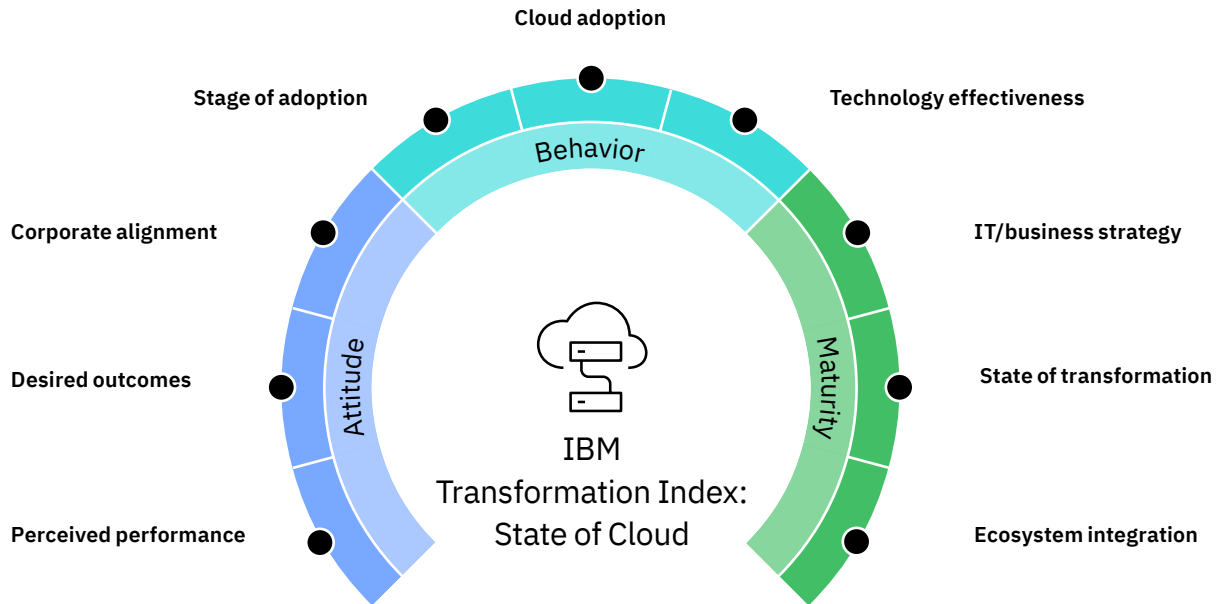 Cloud adoption
Stage of adoption
Technology effectiveness
Behavior
Corporate alignment
IT/business strategy
Attitude
Maturity
Desired outcomes
State of transformation
IBM
Transformation Index:
State of Cloud
Perceived performance
Ecosystem integration